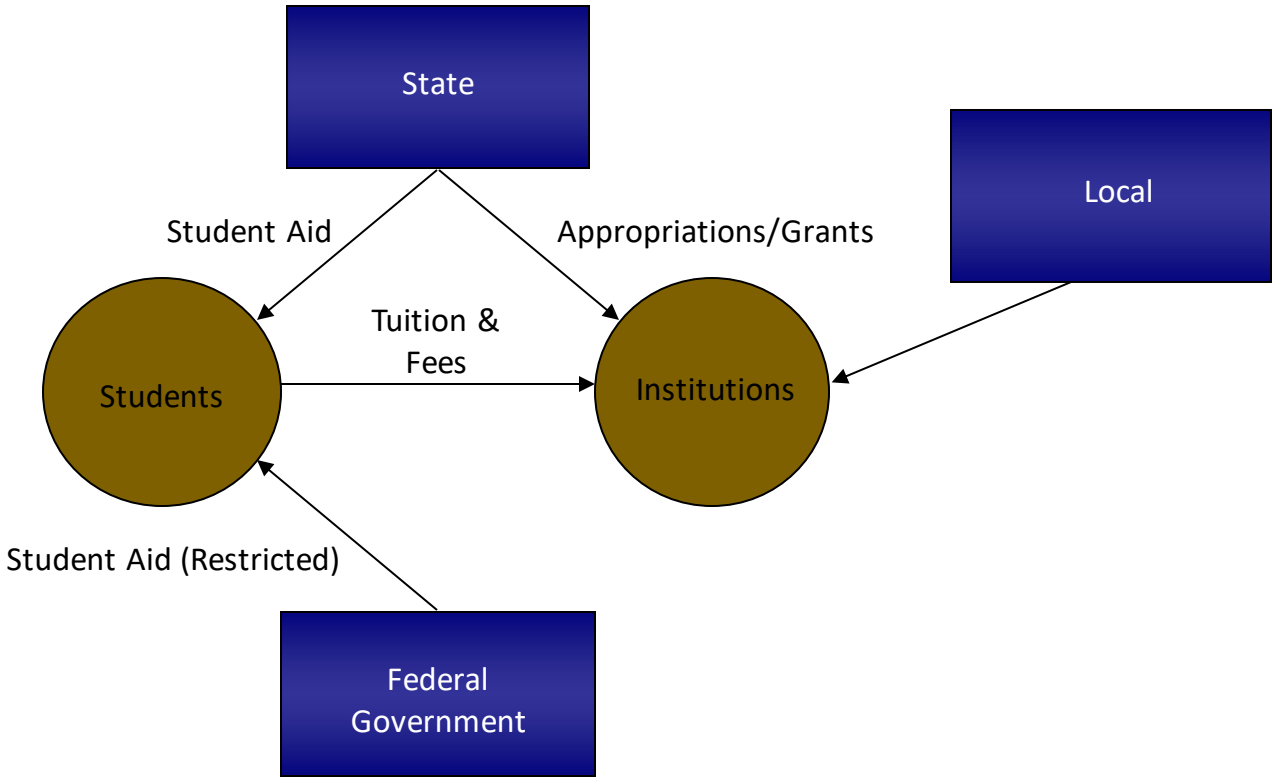 State
Local
Student Aid
Appropriations/Grants
Tuition &
Fees
Students
Institutions
Student Aid (Restricted)
Federal
Government